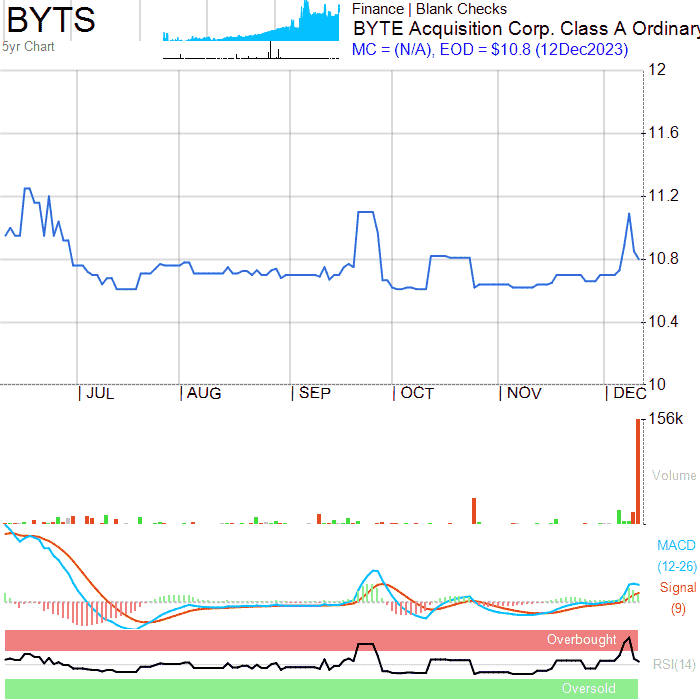 BYTS
5yr Chart
Finance | Blank Checks
BYTE Acquisition Corp. Class A Ordinary
MC = (N/A), EOD = $10.8 (12Dec2023)
12
11.6
11.2
10.8
10.4
10
JUL
AUG
SEP
OCT
NOV
DEC
156k
Volume
MACD
(12-26)
Signal
(9)
Overbought
RSI(14)
Oversold